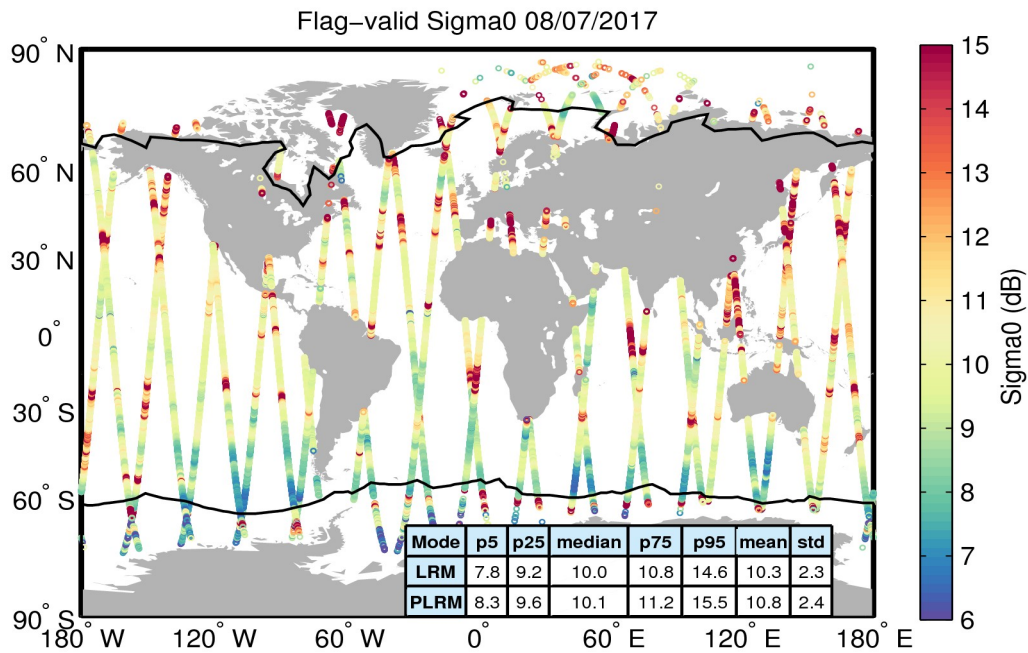 Flag−valid Sigma0 08/07/2017
90° N
60° N
30° N
0°
30° S
60° S
90° S
180° W
120° W
60° W
0°
60° E
120° E
180° E
Mode p5 p25 median p75 p95 mean std
LRM 7.8 9.2 10.0 10.8 14.6 10.3 2.3
PLRM 8.3 9.6 10.1 11.2 15.5 10.8 2.4
15
14
13
12
11
10
9
8
7
6
Sigma0 (dB)